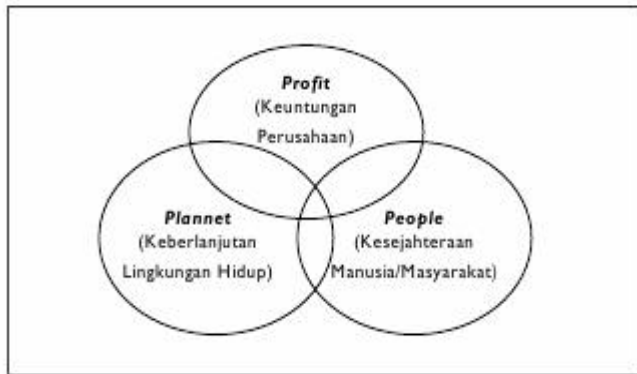 Profit
(Keuntungan
Perusahaan)
Plannet
(Keberlanjutan
Lingkungan Hidup)
People
(Kesejahteraan
Manusia/Masyarakat)